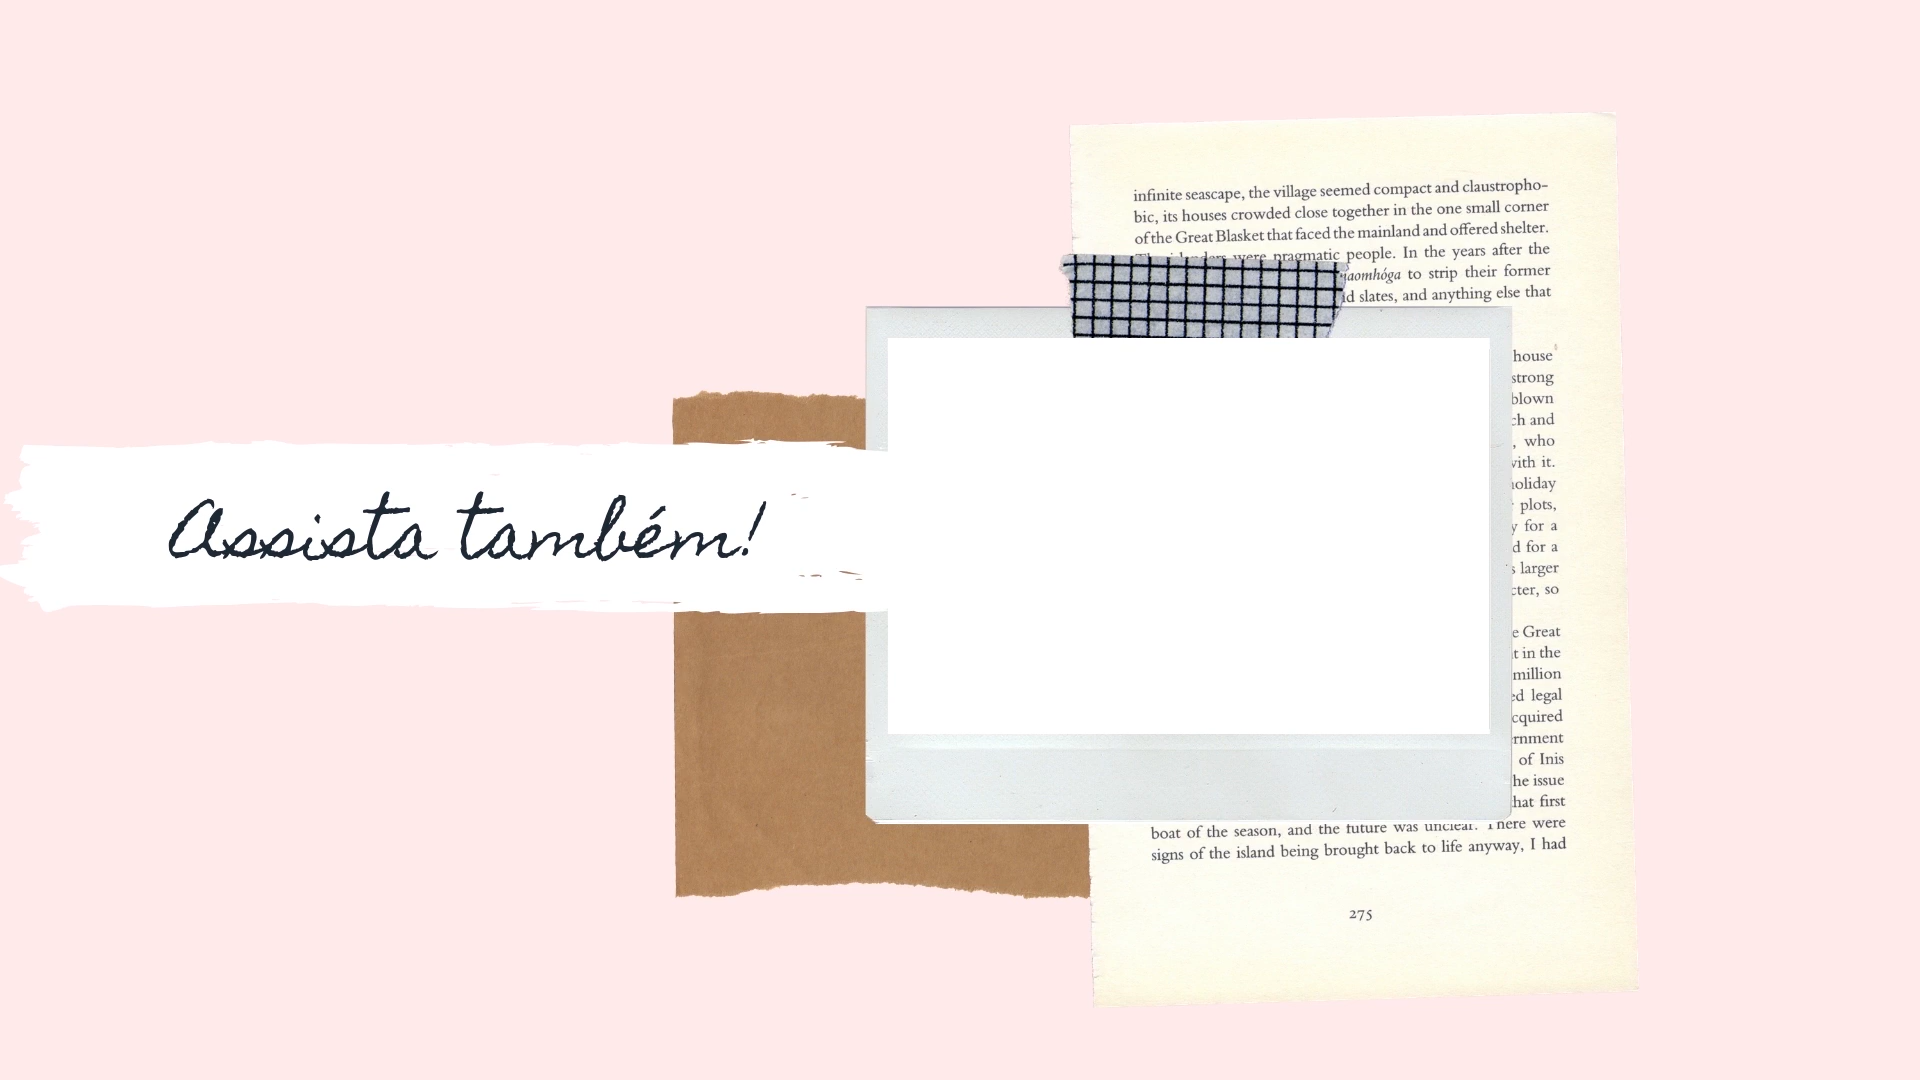 Assista também!
infinite seascape, the village seemed compact and claustropho-
bic, its houses crowded close together in the one small corner
of the Great Blasket that faced the mainland and offered shelter.
were pragmatic people. In the years after the
naomhóga to strip their former
slates, and anything else that
house
strong
blown
and
, who
with it.
holiday
plots,
for a
for a
larger
so
Great
in the
million
legal
acquired
of Inis
issue
that first
boat of the season, and the future was unclear. There were
signs of the island being brought back to life anyway, I had
275